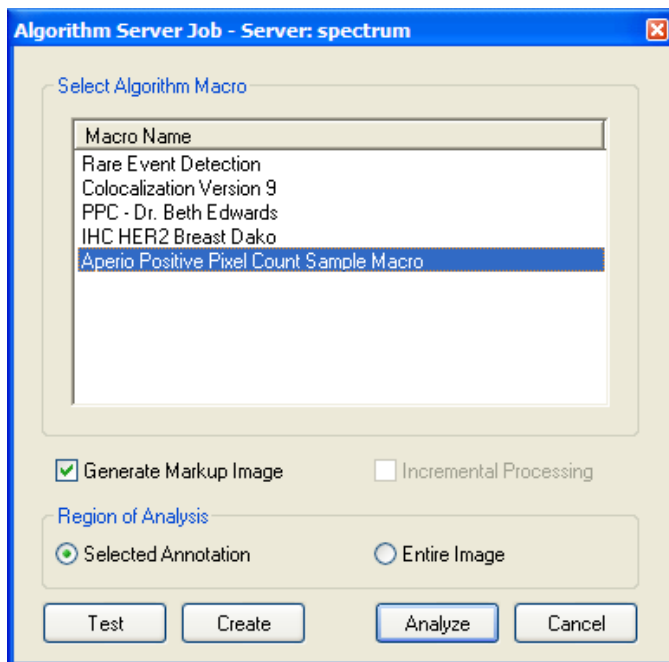 Algorithm Server Job - Server: spectrum
Select Algorithm Macro
Macro Name
Rare Event Detection
Colocalization Version 9
PPC - Dr. Beth Edwards
IHC HER2 Breast Dako
Aperio Positive Pixel Count Sample Macro
Generate Markup Image Incremental Processing
Region of Analysis
Selected Annotation Entire Image
Test Create Analyze Cancel